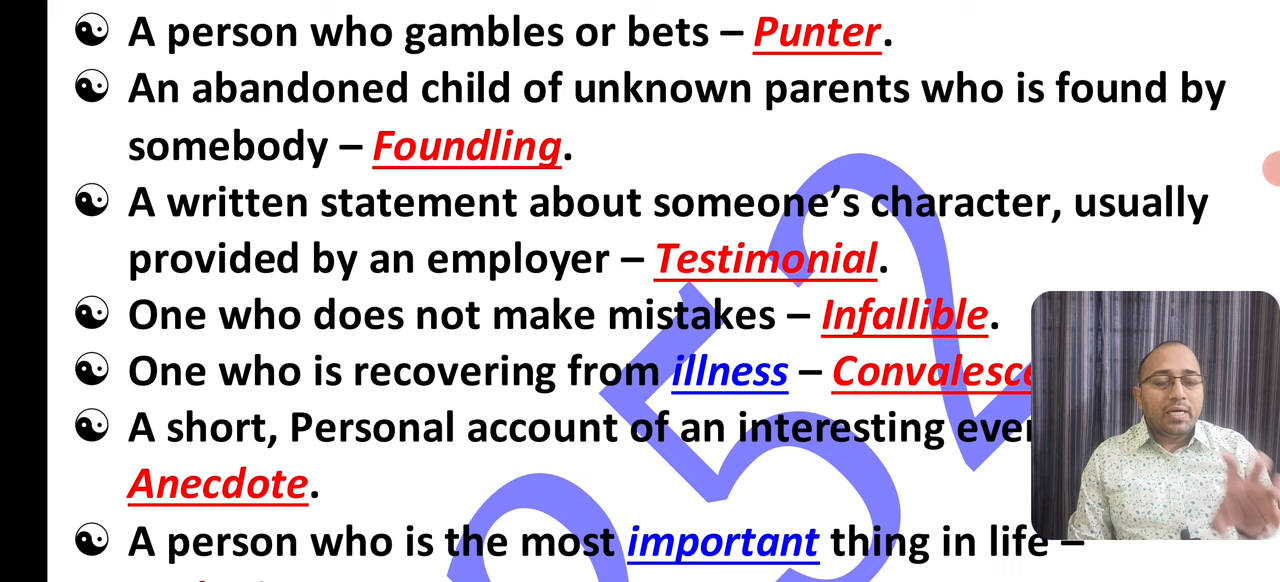 A person who gambles or bets – Punter.
An abandoned child of unknown parents who is found by
somebody – Foundling.
A written statement about someone's character, usually
provided by an employer – Testimonial.
One who does not make mistakes – Infallible.
One who is recovering from illness –
A short, Personal account of an interesting
Anecdote.
A person who is the most important thing in life –
52